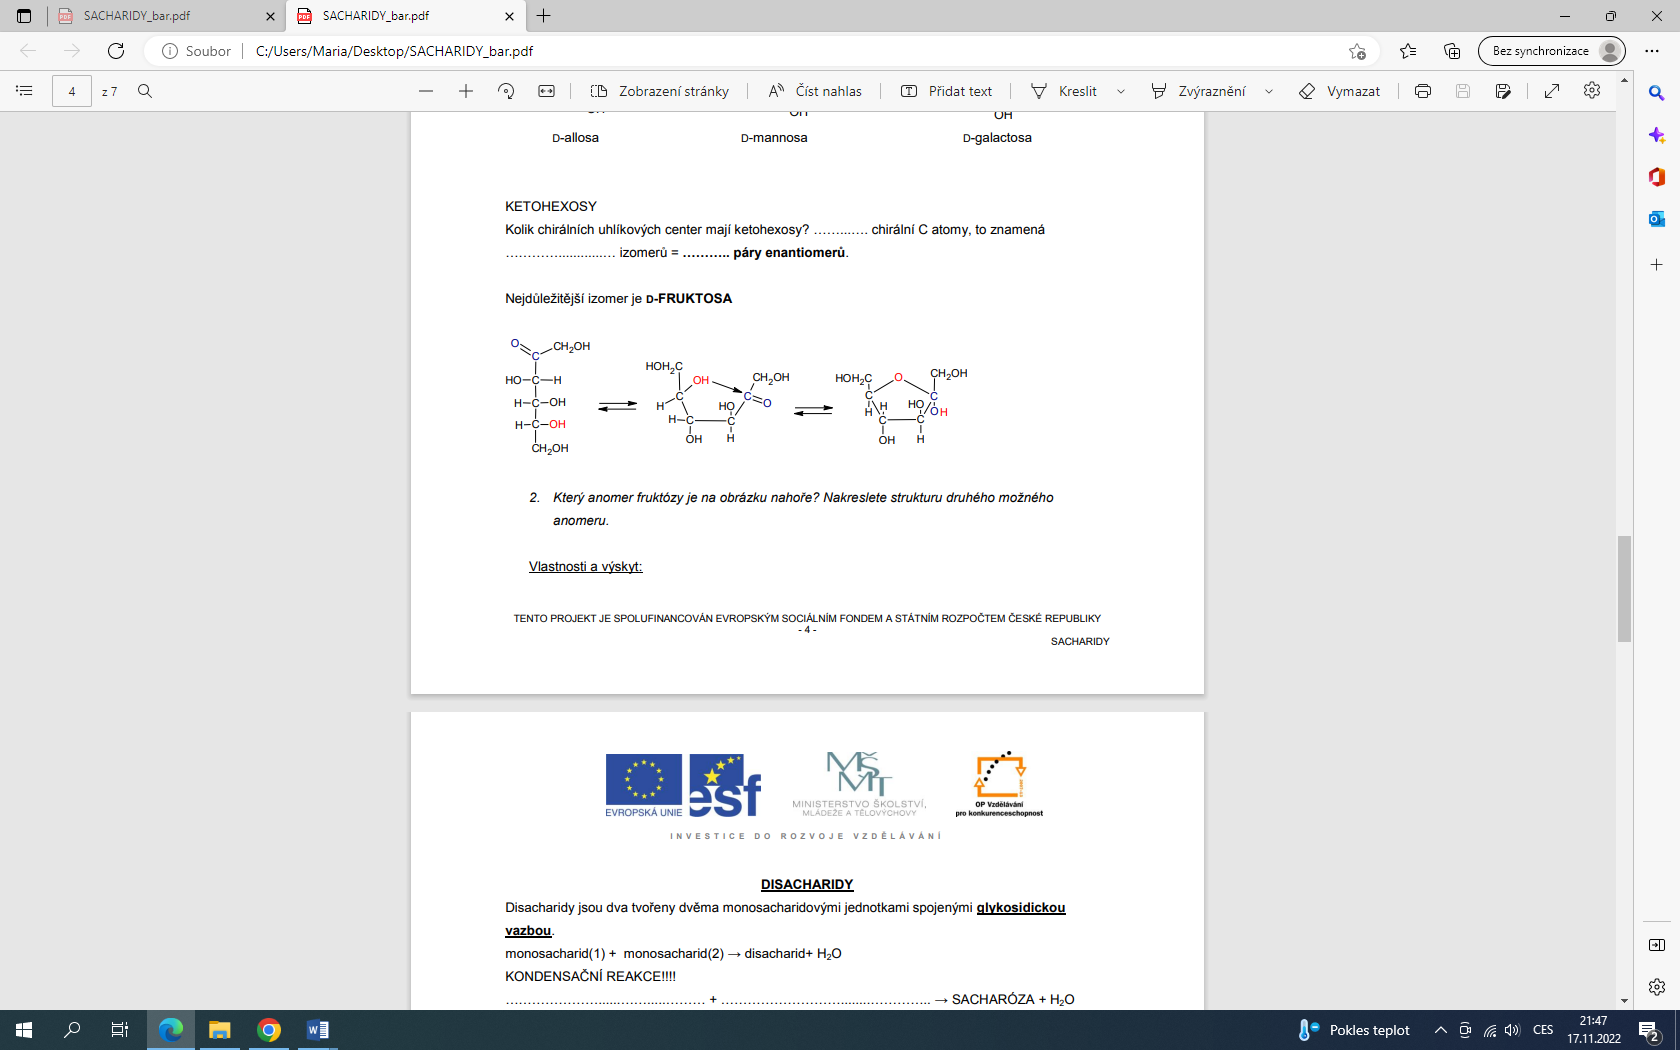 SACHARIDY_bar.pdf
SACHARIDY_bar.pdf
Soubor
C:/Users/Maria/Desktop/SACHARIDY_bar.pdf
Bez synchronizace
4
z 7
Zobrazení stránky
Číst nahlas
Přidat text
Kreslit
Zvýraznění
Vymazat
OH OH OH
D-allosa D-mannosa D-galactosa
KETOHEXOSY
Kolik chirálních uhlíkových center mají ketohexosy? ……...…. chirální C atomy, to znamená
…………...........… izomerů = ……….. páry enantiomerů.
Nejdůležitější izomer je D-FRUKTOSA
O C CH2OH
HO–C–H
H–C–OH
H–C–OH
CH2OH
HOH2C OH CH2OH
H C HO C O
H–C C
OH H
HOH2C O CH2OH
C C
H H HO OH
C C
OH H
2. Který anomer fruktózy je na obrázku nahoře? Nakreslete strukturu druhého možného
anomeru.
Vlastnosti a výskyt:
TENTO PROJEKT JE SPOLUFINANCOVÁN EVROPSKÝM SOCIÁLNÍM FONDEM A STÁTNÍM ROZPOČTEM ČESKÉ REPUBLIKY
- 4 -
SACHARIDY
EVROPSKÁ UNIE
esf
MŠMT
MINISTERSTVO ŠKOLSTVÍ,
MLÁDEŽE A TĚLOVÝCHOVY
OP Vzdělávání
pro konkurenceschopnost
INVESTICE DO ROZVOJE VZDĚLÁVÁNÍ
DISACHARIDY
Disacharidy jsou dva tvořeny dvěma monosacharidovými jednotkami spojenými glykosidickou
vazbou.
monosacharid(1) + monosacharid(2) → disacharid+ H2O
KONDENSAČNÍ REAKCE!!!!
…………………......……......……… + ………………………........………….. → SACHARÓZA + H2O
Pokles teplot
CES
21:47
17.11.2022
2